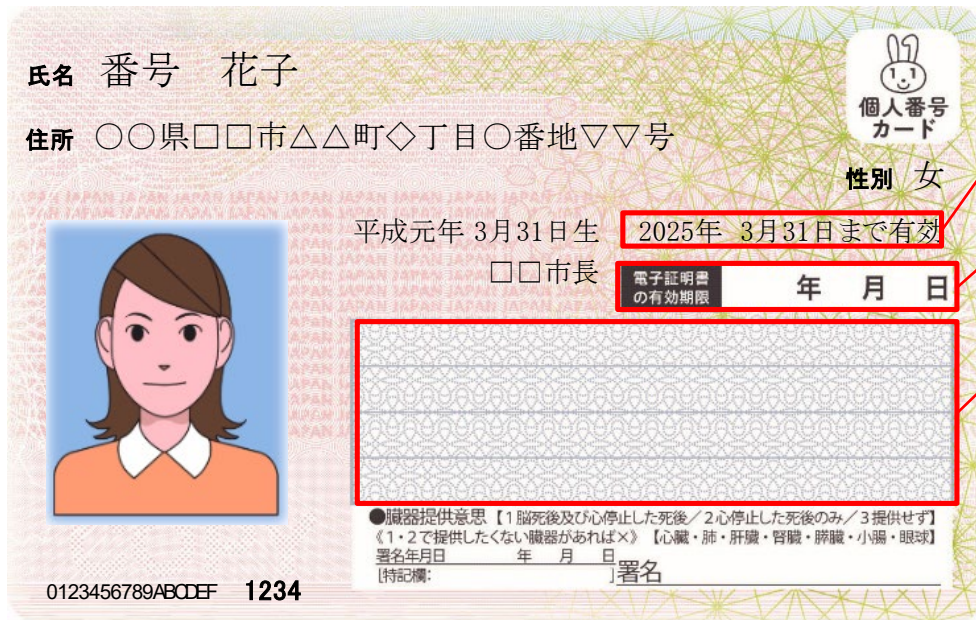 氏名 番号 花子
個人番号
カード
住所 〇〇県□□市△△町◇丁目〇番地▽▽号
性別 女
平成元年 3月31日生 2025年 3月31日まで有効
□□市長
電子証明書
の有効期限
年 月 日
●臓器提供意思【1脳死後及び心停止した死後／2心停止した死後のみ／3提供せず】
《1・2で提供したくない臓器があれば×》【心臓・肺・肝臓・腎臓・膵臓・小腸・眼球】
署名年月日 年 月 日
[特記欄: ]署名
0123456789ABCDEF 1234